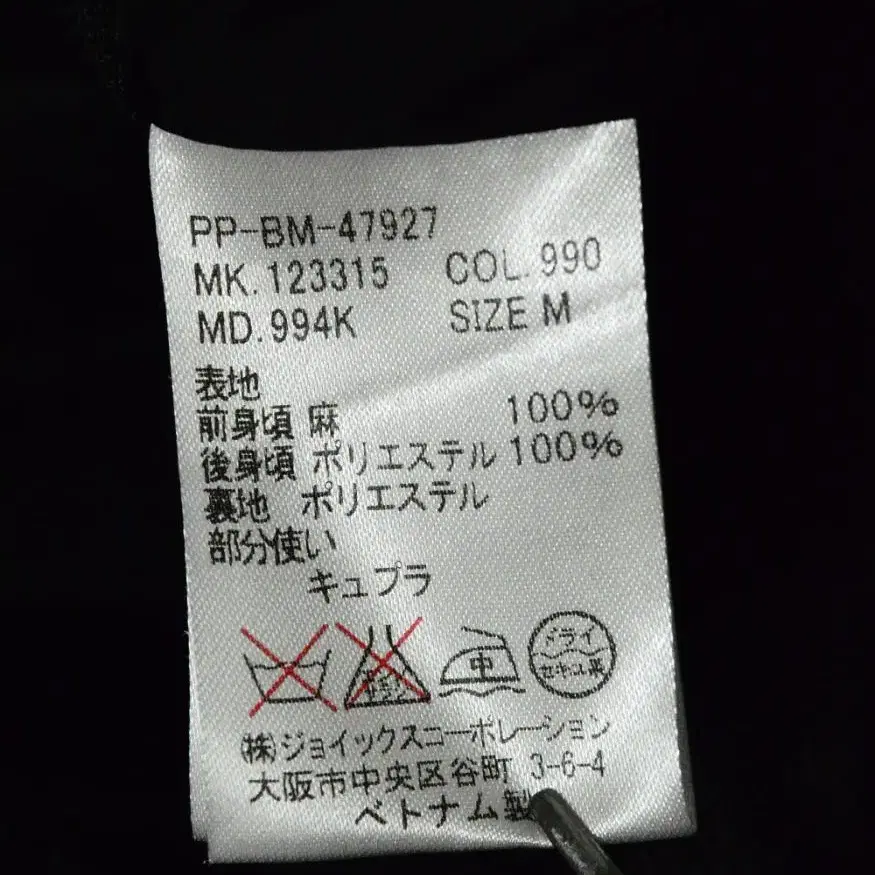 PP-BM-47927
MK.123315 COL.990
MD.994K SIZE M
表地
前身頃 麻 100%
後身頃 ポリエステル 100%
裏地 ポリエステル
部分使い
キュプラ
中
ドライ
セキユ系
㈱ジョイックスコーポレーション
大阪市中央区谷町 3-6-4
ベトナム製